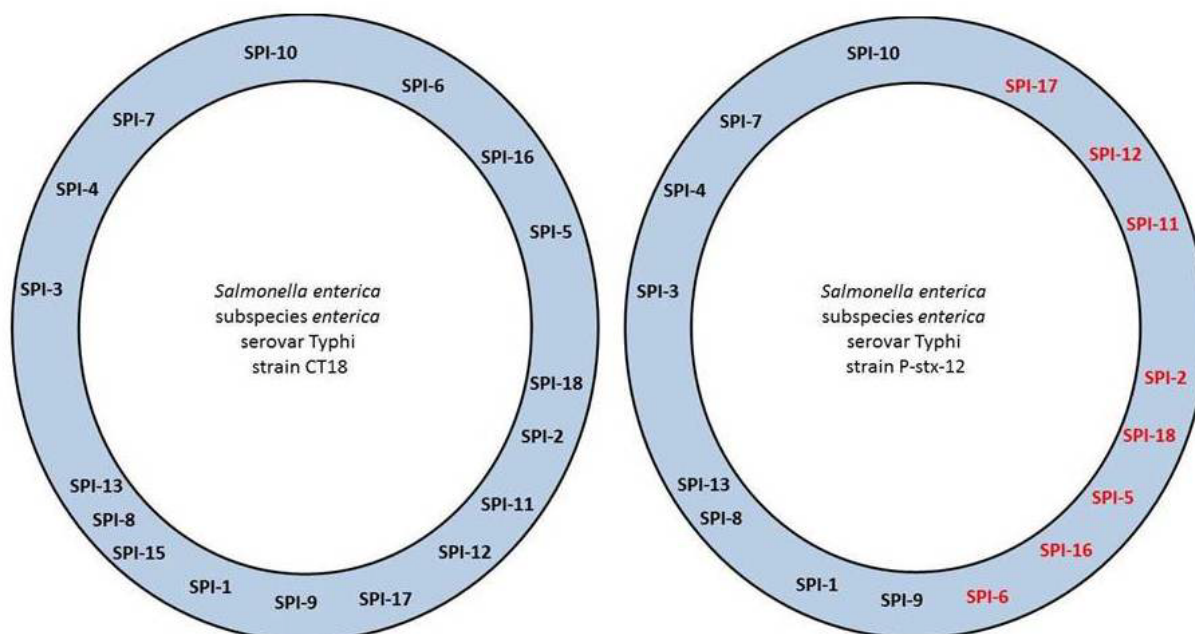 SPI-10
SPI-6
SPI-7
SPI-16
SPI-4
SPI-5
SPI-3
Salmonella enterica
subspecies enterica
serovar Typhi
strain CT18
SPI-18
SPI-2
SPI-13
SPI-11
SPI-8
SPI-15
SPI-12
SPI-1
SPI-9
SPI-17
SPI-10
SPI-17
SPI-7
SPI-12
SPI-4
SPI-11
SPI-3
Salmonella enterica
subspecies enterica
serovar Typhi
strain P-stx-12
SPI-2
SPI-18
SPI-13
SPI-5
SPI-8
SPI-16
SPI-1
SPI-9
SPI-6